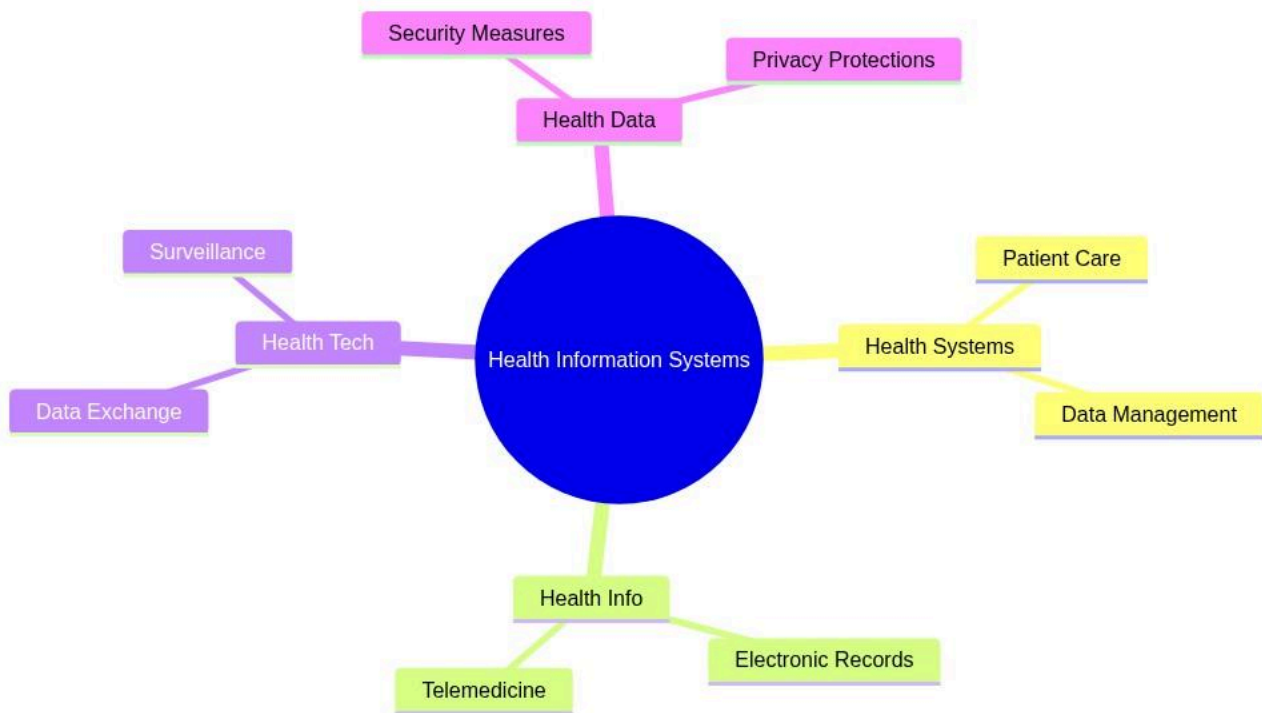 Security Measures
Privacy Protections
Health Data
Surveillance
Patient Care
Health Tech
Health Information Systems
Health Systems
Data Exchange
Data Management
Health Info
Electronic Records
Telemedicine